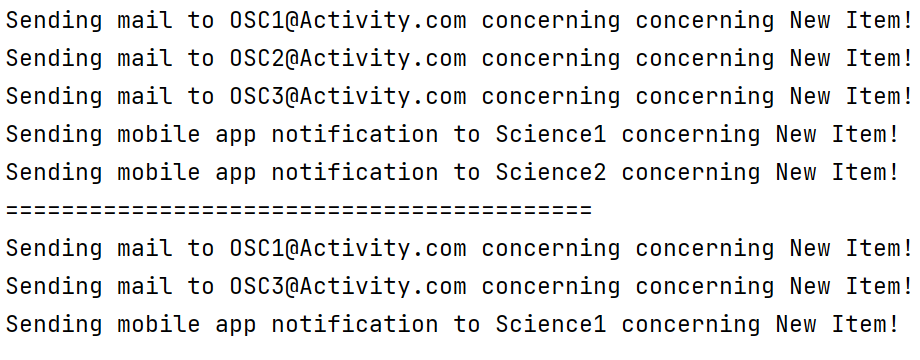 Sending mail to OSC1@Activity.com concerning concerning New Item!
Sending mail to OSC2@Activity.com concerning concerning New Item!
Sending mail to OSC3@Activity.com concerning concerning New Item!
Sending mobile app notification to Science1 concerning New Item!
Sending mobile app notification to Science2 concerning New Item!
==========================================
Sending mail to OSC1@Activity.com concerning concerning New Item!
Sending mail to OSC3@Activity.com concerning concerning New Item!
Sending mobile app notification to Science1 concerning New Item!